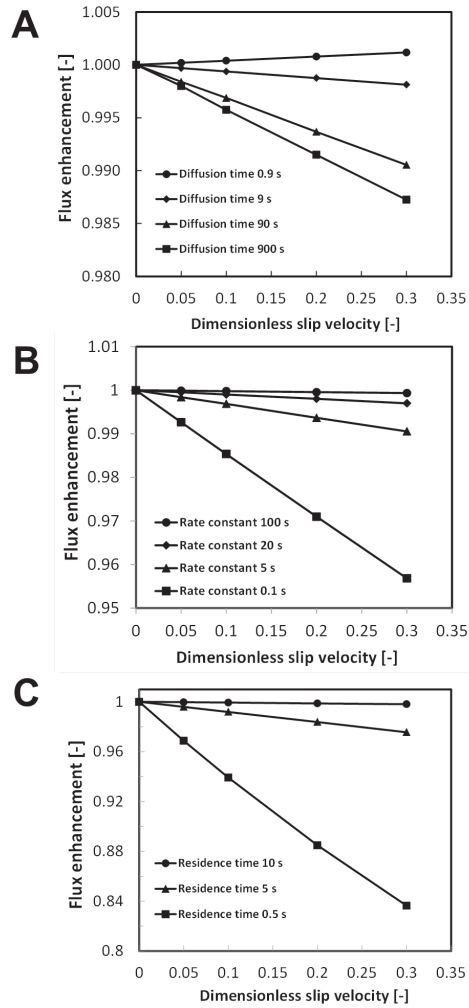 A
1.005
1.000
0.995
0.990
0.985
0.980
Flux enhancement [-]
Diffusion time 0.9 s
Diffusion time 9 s
Diffusion time 90 s
Diffusion time 900 s
0 0.05 0.1 0.15 0.2 0.25 0.3 0.35
Dimensionless slip velocity [-]
B
1.01
1
0.99
0.98
0.97
0.96
0.95
Flux enhancement [-]
Rate constant 100 s
Rate constant 20 s
Rate constant 5 s
Rate constant 0.1 s
0 0.05 0.1 0.15 0.2 0.25 0.3 0.35
Dimensionless slip velocity [-]
C
1
0.96
0.92
0.88
0.84
0.8
Flux enhancement [-]
Residence time 10 s
Residence time 5 s
Residence time 0.5 s
0 0.05 0.1 0.15 0.2 0.25 0.3 0.35
Dimensionless slip velocity [-]